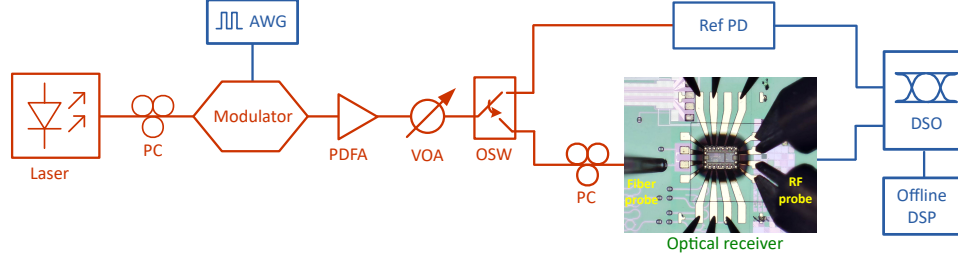 AWG
Ref PD
Modulator
Laser
PC
PDFA
VOA
OSW
PC
Fiber
probe
RF
probe
Optical receiver
DSO
Offline
DSP